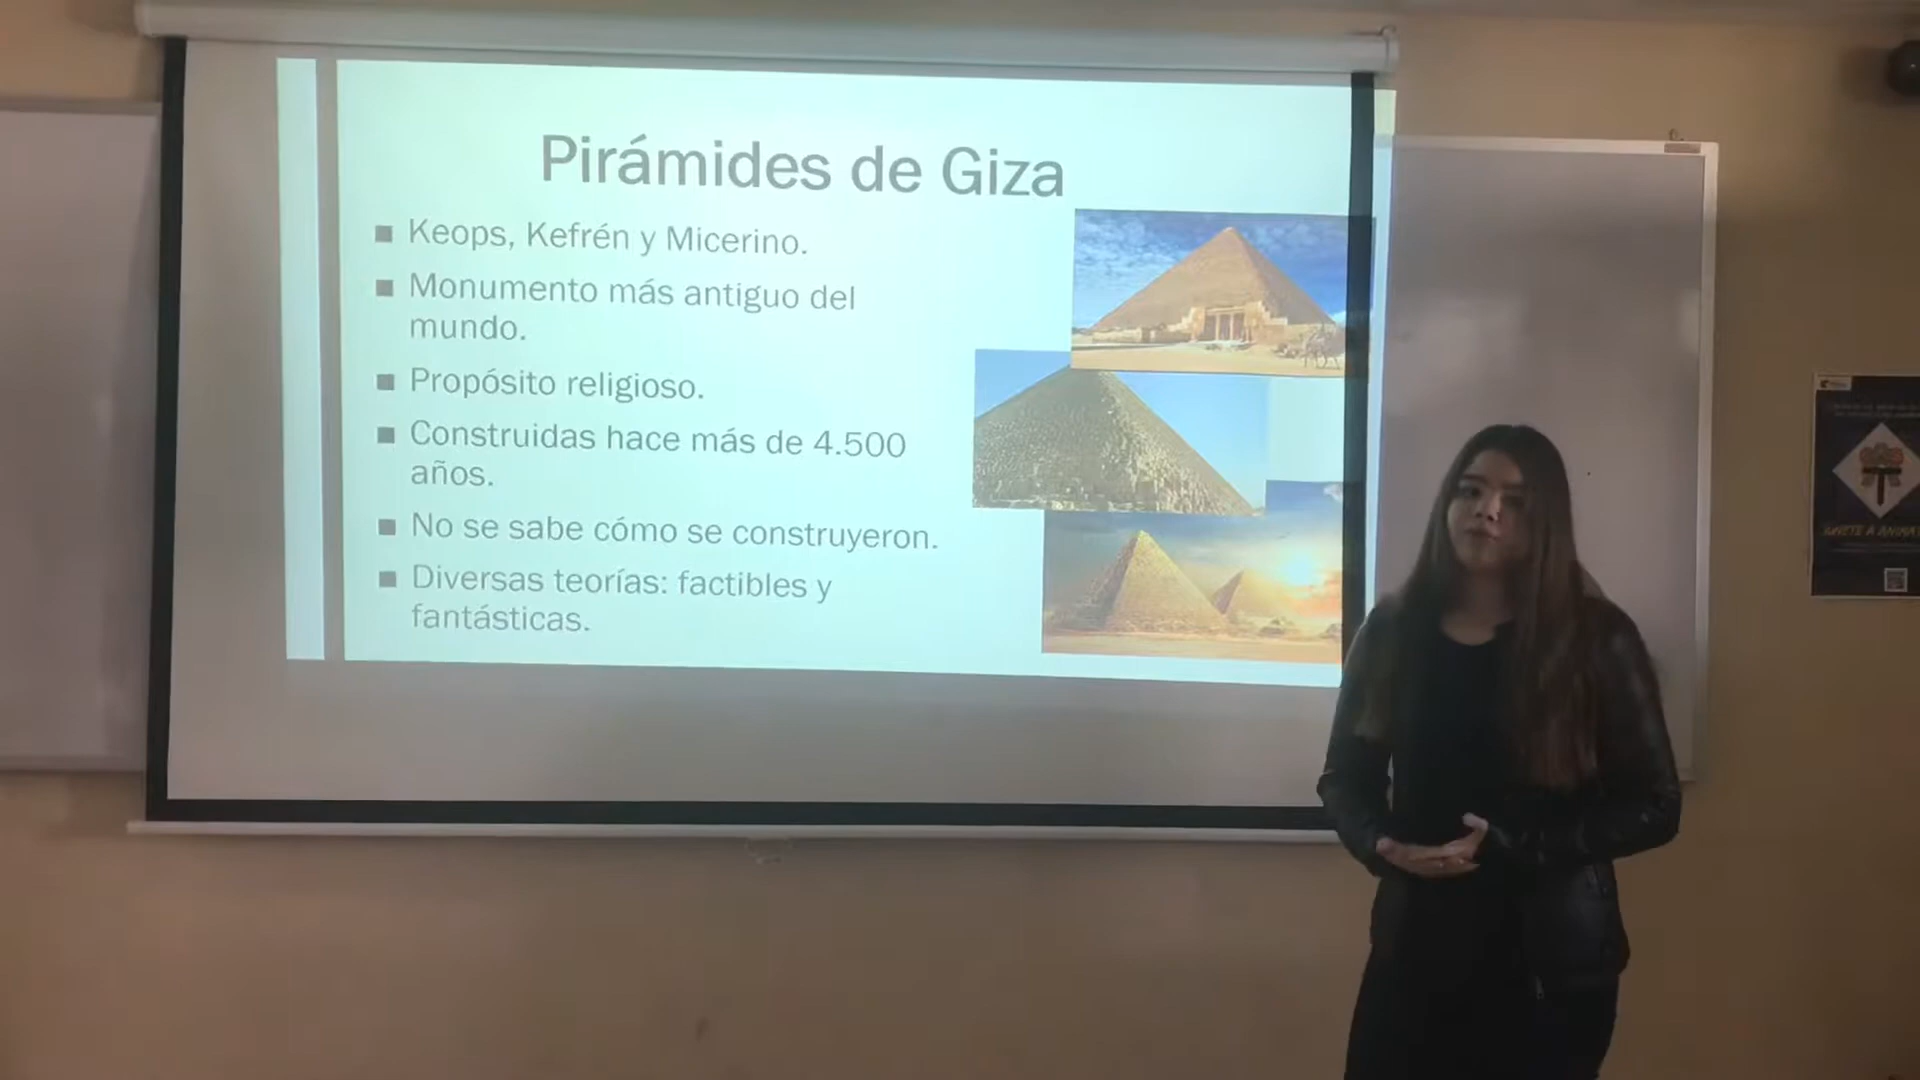 Pirámides de Giza
■ Keops, Kefrén y Micerino.
■ Monumento más antiguo del
mundo.
■ Propósito religioso.
■ Construidas hace más de 4.500
años.
■ No se sabe cómo se construyeron.
■ Diversas teorías: factibles y
fantásticas.